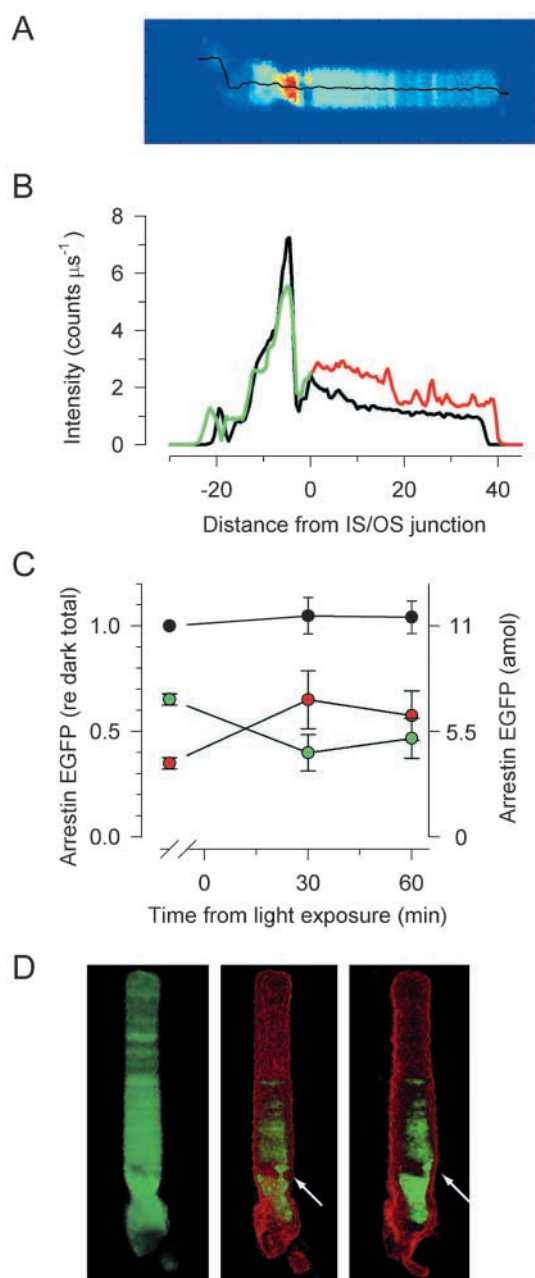 A
B
8
6
4
2
0
Intensity (counts µs⁻¹)
-20 0 20 40
Distance from IS/OS junction
C
1.0
0.5
0.0
Arrestin EGFP (re dark total)
11
5.5
0
Arrestin EGFP (amol)
0 30 60
Time from light exposure (min)
D